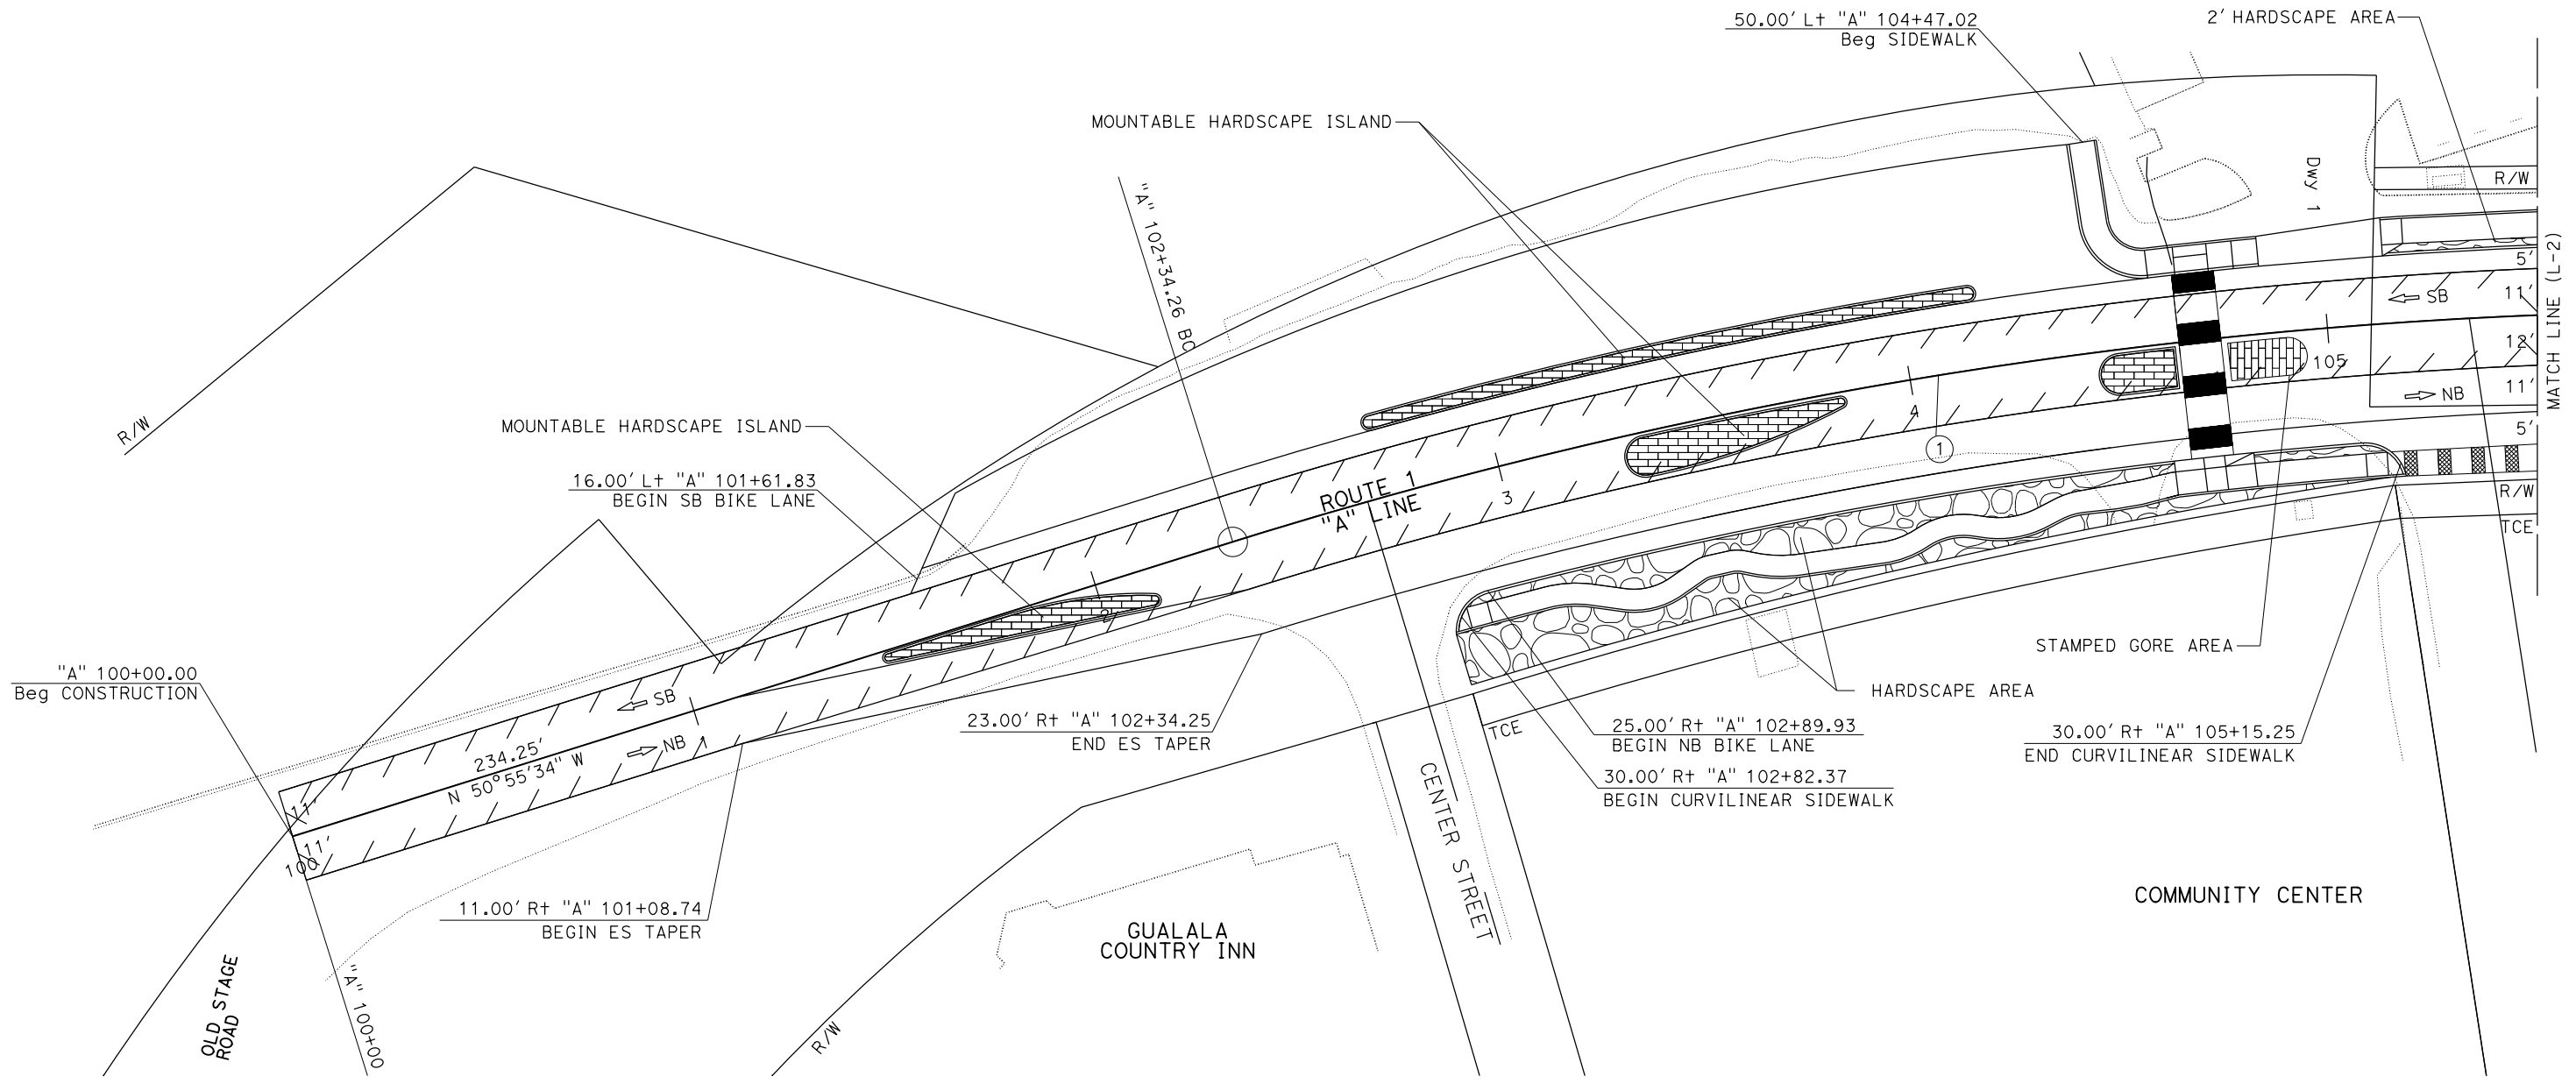 50.00' Lt "A" 104+47.02
Beg SIDEWALK
2' HARDSCAPE AREA
MOUNTABLE HARDSCAPE ISLAND
"A" 102+34.26 BC
Dwy 1
R/W
5'
SB
11'
12'
105
NB
11'
5'
MATCH LINE (L-2)
R/W
TCE
R/W
MOUNTABLE HARDSCAPE ISLAND
16.00' Lt "A" 101+61.83
BEGIN SB BIKE LANE
4
1
ROUTE 1
"A" LINE
3
2
"A" 100+00.00
Beg CONSTRUCTION
SB
NB
1
234.25'
N 50°55'34" W
11'
11'
100
23.00' Rt "A" 102+34.25
END ES TAPER
TCE
HARDSCAPE AREA
STAMPED GORE AREA
25.00' Rt "A" 102+89.93
BEGIN NB BIKE LANE
30.00' Rt "A" 105+15.25
END CURVILINEAR SIDEWALK
30.00' Rt "A" 102+82.37
BEGIN CURVILINEAR SIDEWALK
CENTER STREET
11.00' Rt "A" 101+08.74
BEGIN ES TAPER
GUALALA
COUNTRY INN
COMMUNITY CENTER
OLD STAGE
ROAD
"A" 100+00
R/W